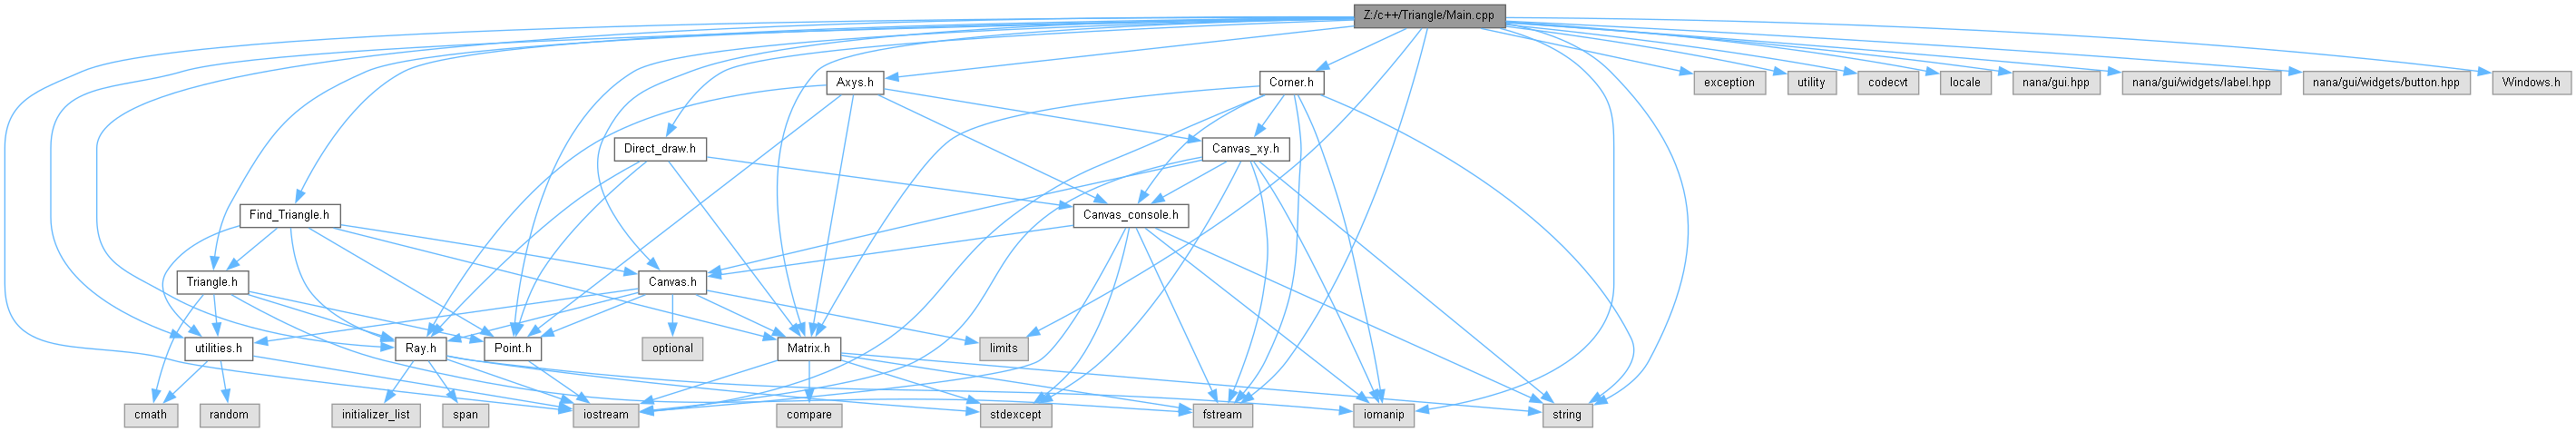 Z:/c++/Triangle/Main.cpp
Axys.h
Corner.h
exception
utility
codecvt
locale
nana/gui.hpp
nana/gui/widgets/label.hpp
nana/gui/widgets/button.hpp
Windows.h
Direct_draw.h
Canvas_xy.h
Find_Triangle.h
Canvas_console.h
Triangle.h
Canvas.h
utilities.h
Ray.h
Point.h
optional
Matrix.h
limits
cmath
random
initializer_list
span
iostream
compare
stdexcept
fstream
iomanip
string